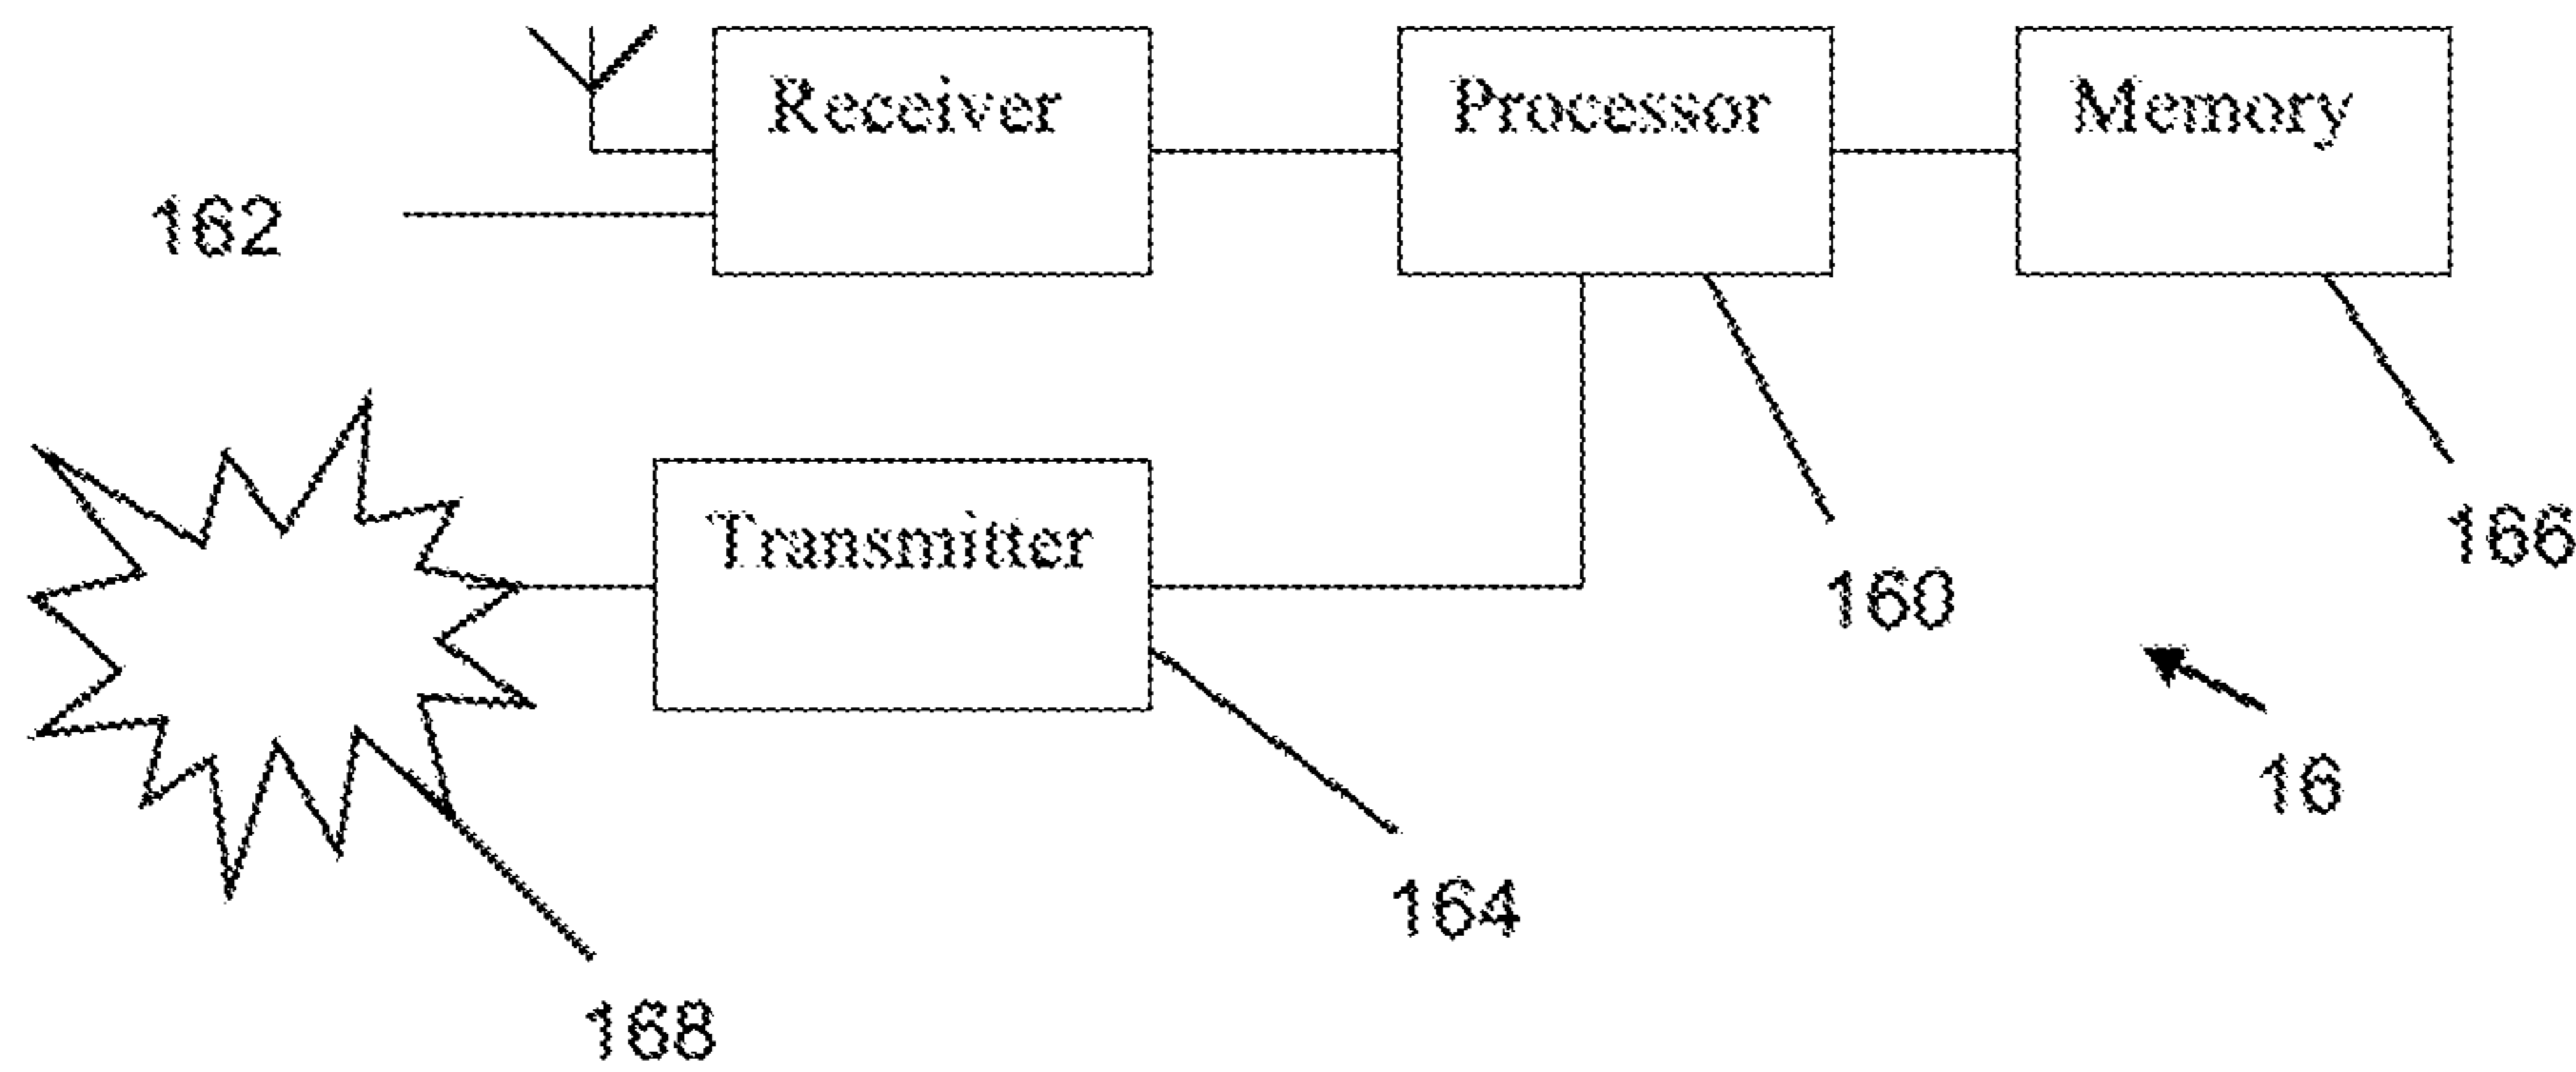 Receiver
Processor
Memory
162
Transmitter
166
160
16
164
168